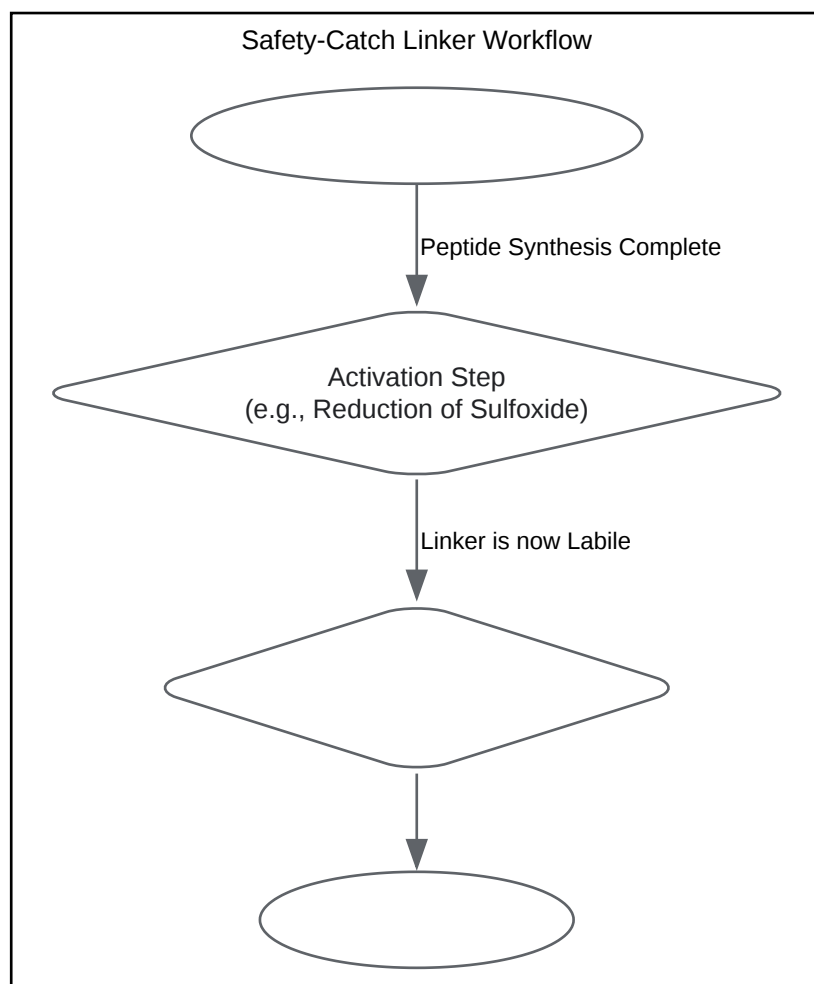 Safety-Catch Linker Workflow
Peptide Synthesis Complete
Activation Step
(e.g., Reduction of Sulfoxide)
Linker is now Labile